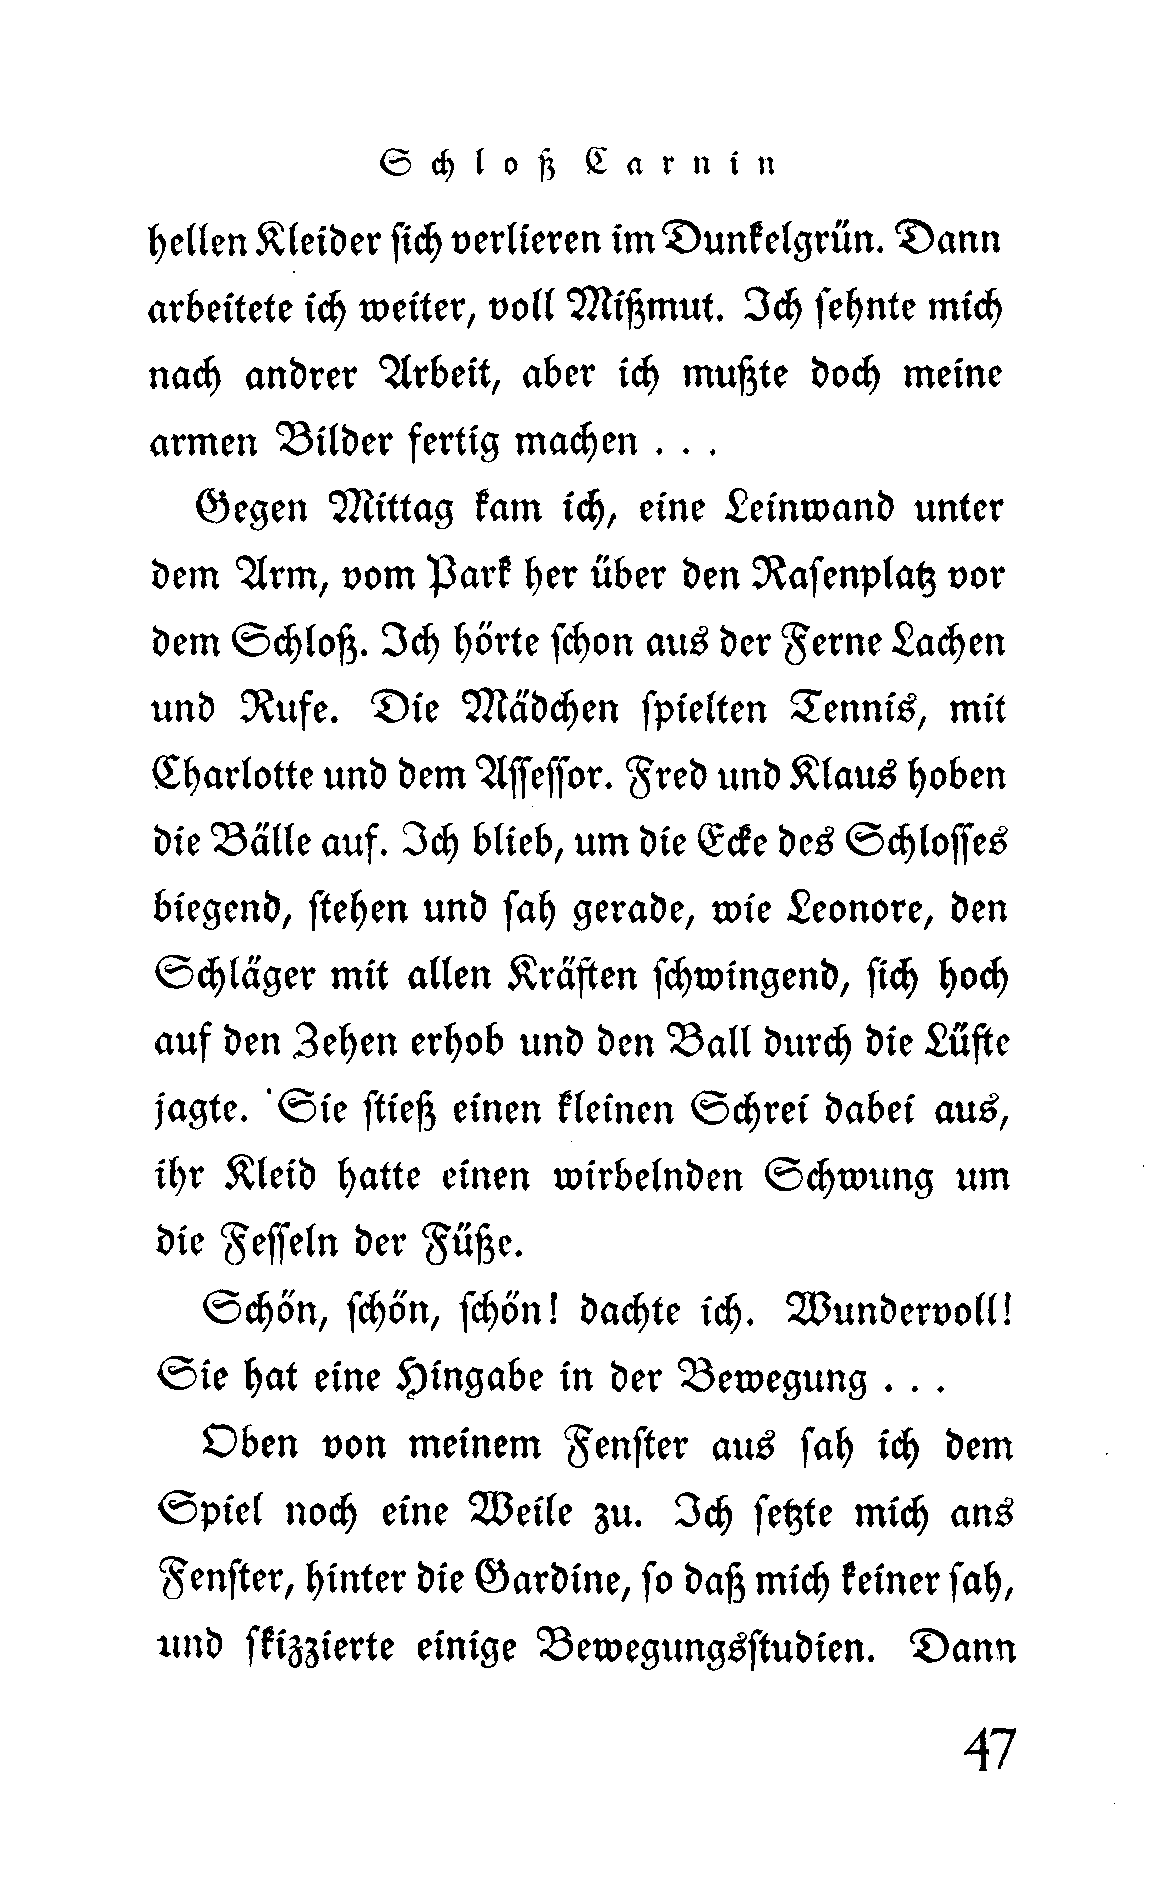 Schloß Carnin
hellen Kleider sich verlieren im Dunkelgrün. Dann
arbeitete ich weiter, voll Mißmut. Ich sehnte mich
nach andrer Arbeit, aber ich mußte doch meine
armen Bilder fertig machen . . .
Gegen Mittag kam ich, eine Leinwand unter
dem Arm, vom Park her über den Rasenplatz vor
dem Schloß. Ich hörte schon aus der Ferne Lachen
und Rufe. Die Mädchen spielten Tennis, mit
Charlotte und dem Assessor. Fred und Klaus hoben
die Bälle auf. Ich blieb, um die Ecke des Schlosses
biegend, stehen und sah gerade, wie Leonore, den
Schläger mit allen Kräften schwingend, sich hoch
auf den Zehen erhob und den Ball durch die Lüfte
jagte. Sie stieß einen kleinen Schrei dabei aus,
ihr Kleid hatte einen wirbelnden Schwung um
die Fesseln der Füße.
Schön, schön, schön! dachte ich. Wundervoll!
Sie hat eine Hingabe in der Bewegung . . .
Oben von meinem Fenster aus sah ich dem
Spiel noch eine Weile zu. Ich setzte mich ans
Fenster, hinter die Gardine, so daß mich keiner sah,
und skizzierte einige Bewegungsstudien. Dann
47